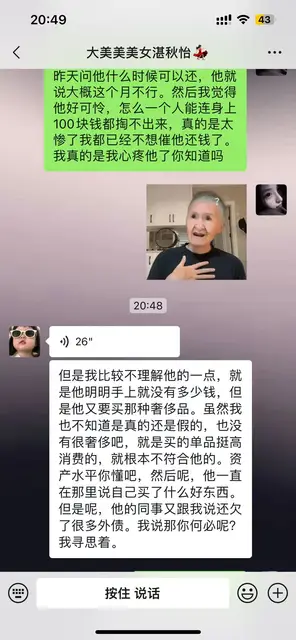 20:49
43
大美美美女湛秋怡
昨天问他什么时候可以还，他就
说大概这个月不行。然后我觉得
他好可怜，怎么一个人能连身上
100块钱都掏不出来，真的是太
惨了我都已经不想催他还钱了。
我真的是我心疼他了你知道吗
20:48
26"
但是我比较不理解他的一点，就
是他明明手上就没有多少钱，但
是他又要买那种奢侈品。虽然我
也不知道是真的还是假的，也没
有很奢侈吧，就是买的单品挺高
消费的，就根本不符合他的。资
产水平你懂吧，然后呢，他一直
在那里说自己买了什么好东西。
但是呢，他的同事又跟我说还欠
了很多外债。我说那你何必呢？
我寻思着。
按住 说话